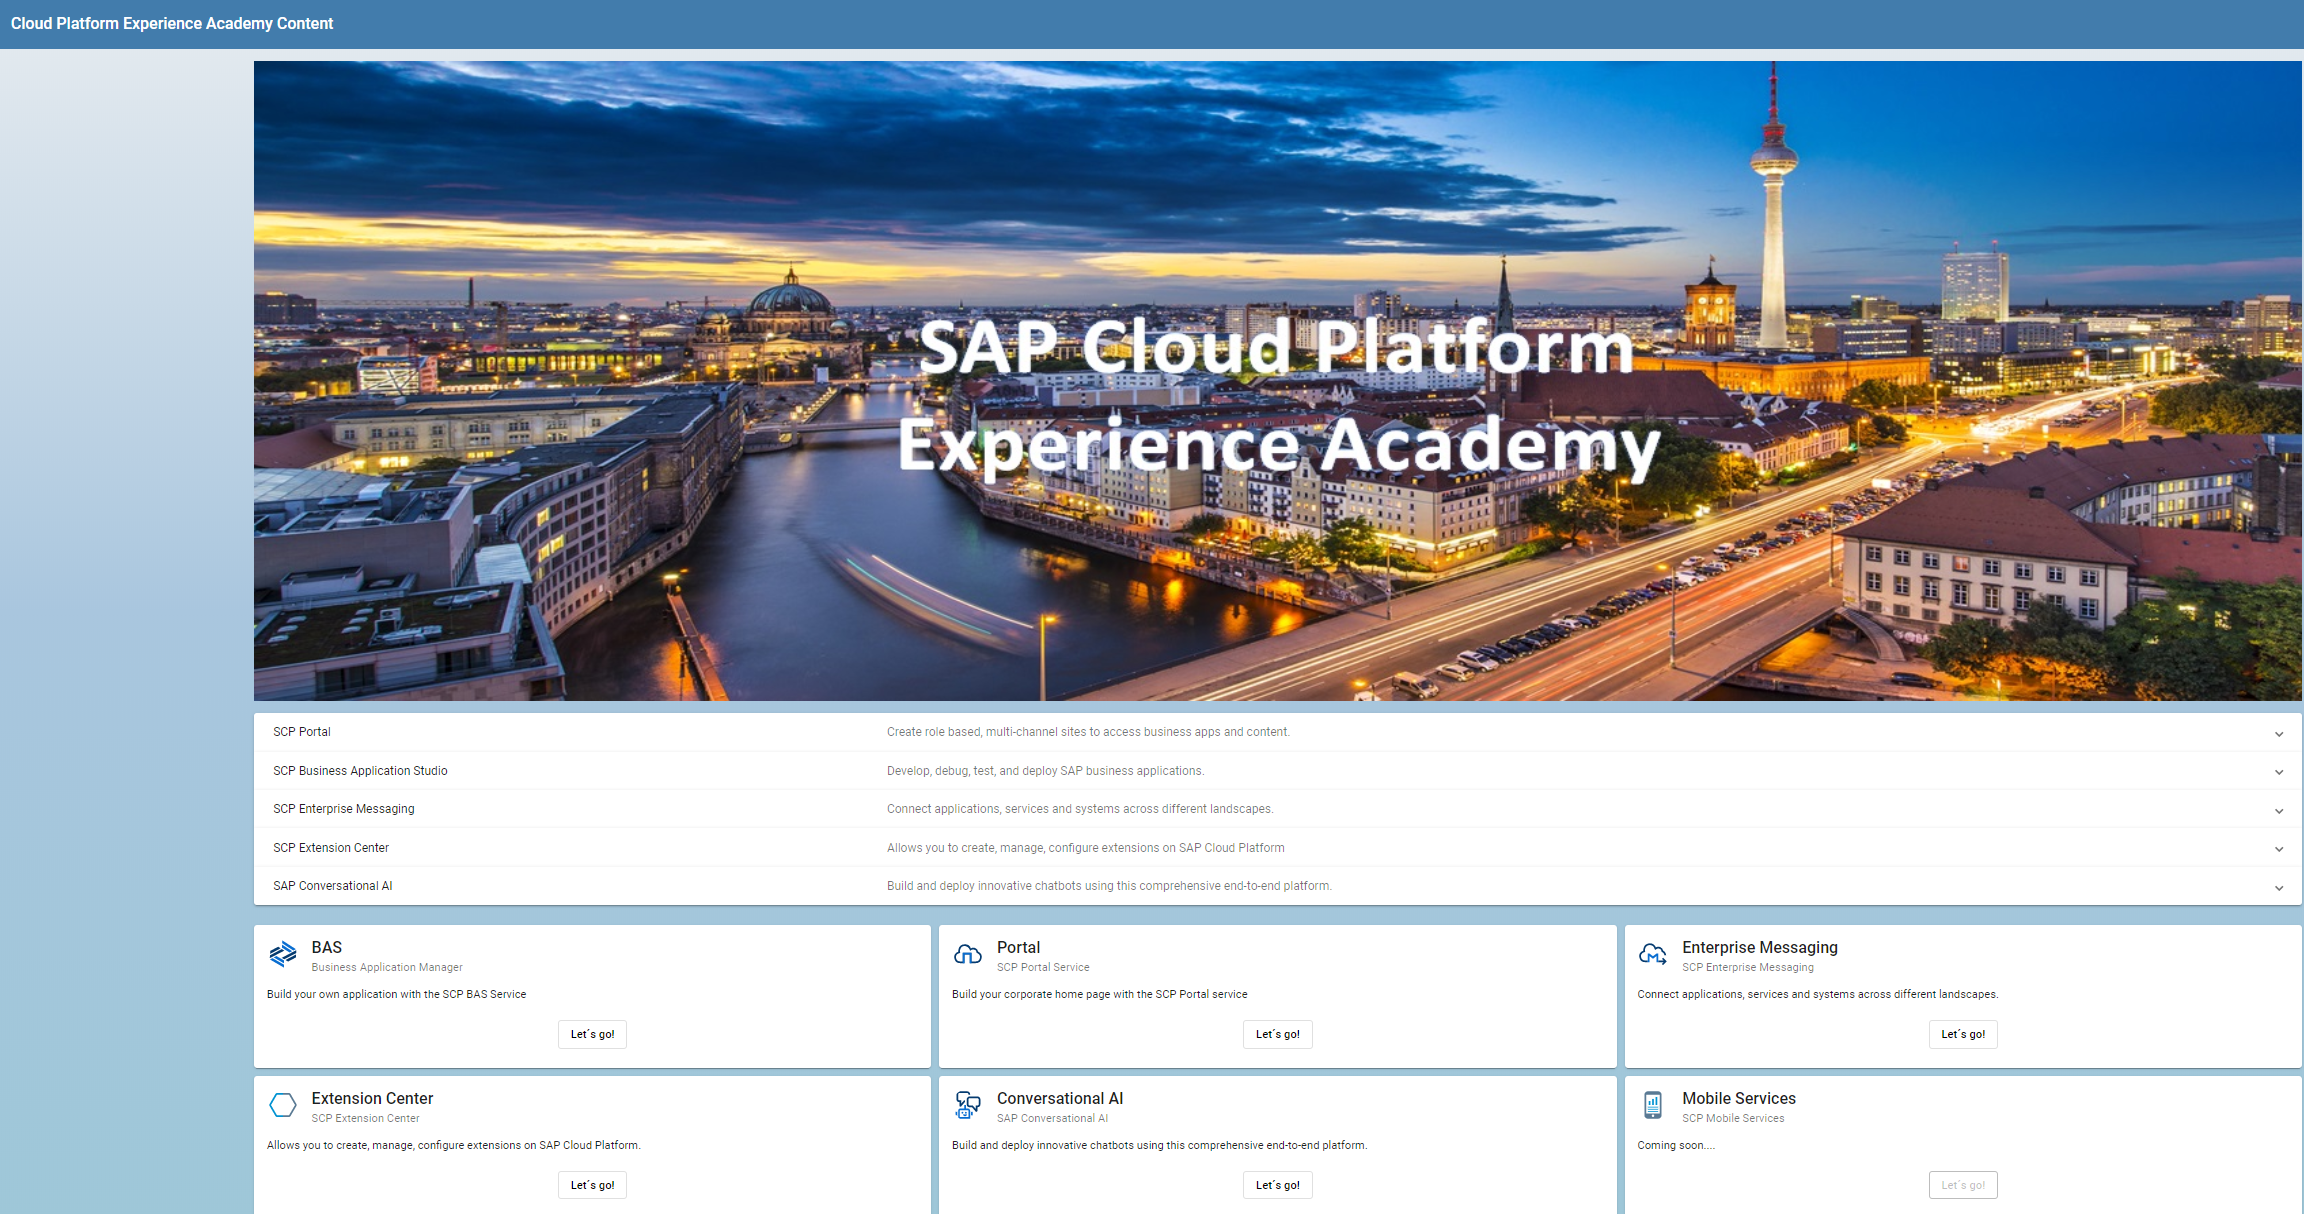 Cloud Platform Experience Academy Content
SAP Cloud Platform
Experience Academy
SCP Portal Create role based, multi-channel sites to access business apps and content.
SCP Business Application Studio Develop, debug, test, and deploy SAP business applications.
SCP Enterprise Messaging Connect applications, services and systems across different landscapes.
SCP Extension Center Allows you to create, manage, configure extensions on SAP Cloud Platform
SAP Conversational AI Build and deploy innovative chatbots using this comprehensive end-to-end platform.
BAS
Business Application Manager
Build your own application with the SCP BAS Service
Let´s go!
Portal
SCP Portal Service
Build your corporate home page with the SCP Portal service
Let´s go!
Enterprise Messaging
SCP Enterprise Messaging
Connect applications, services and systems across different landscapes.
Let´s go!
Extension Center
SCP Extension Center
Allows you to create, manage, configure extensions on SAP Cloud Platform.
Let´s go!
Conversational AI
SAP Conversational AI
Build and deploy innovative chatbots using this comprehensive end-to-end platform.
Let´s go!
Mobile Services
SCP Mobile Services
Coming soon....
Let´s go!